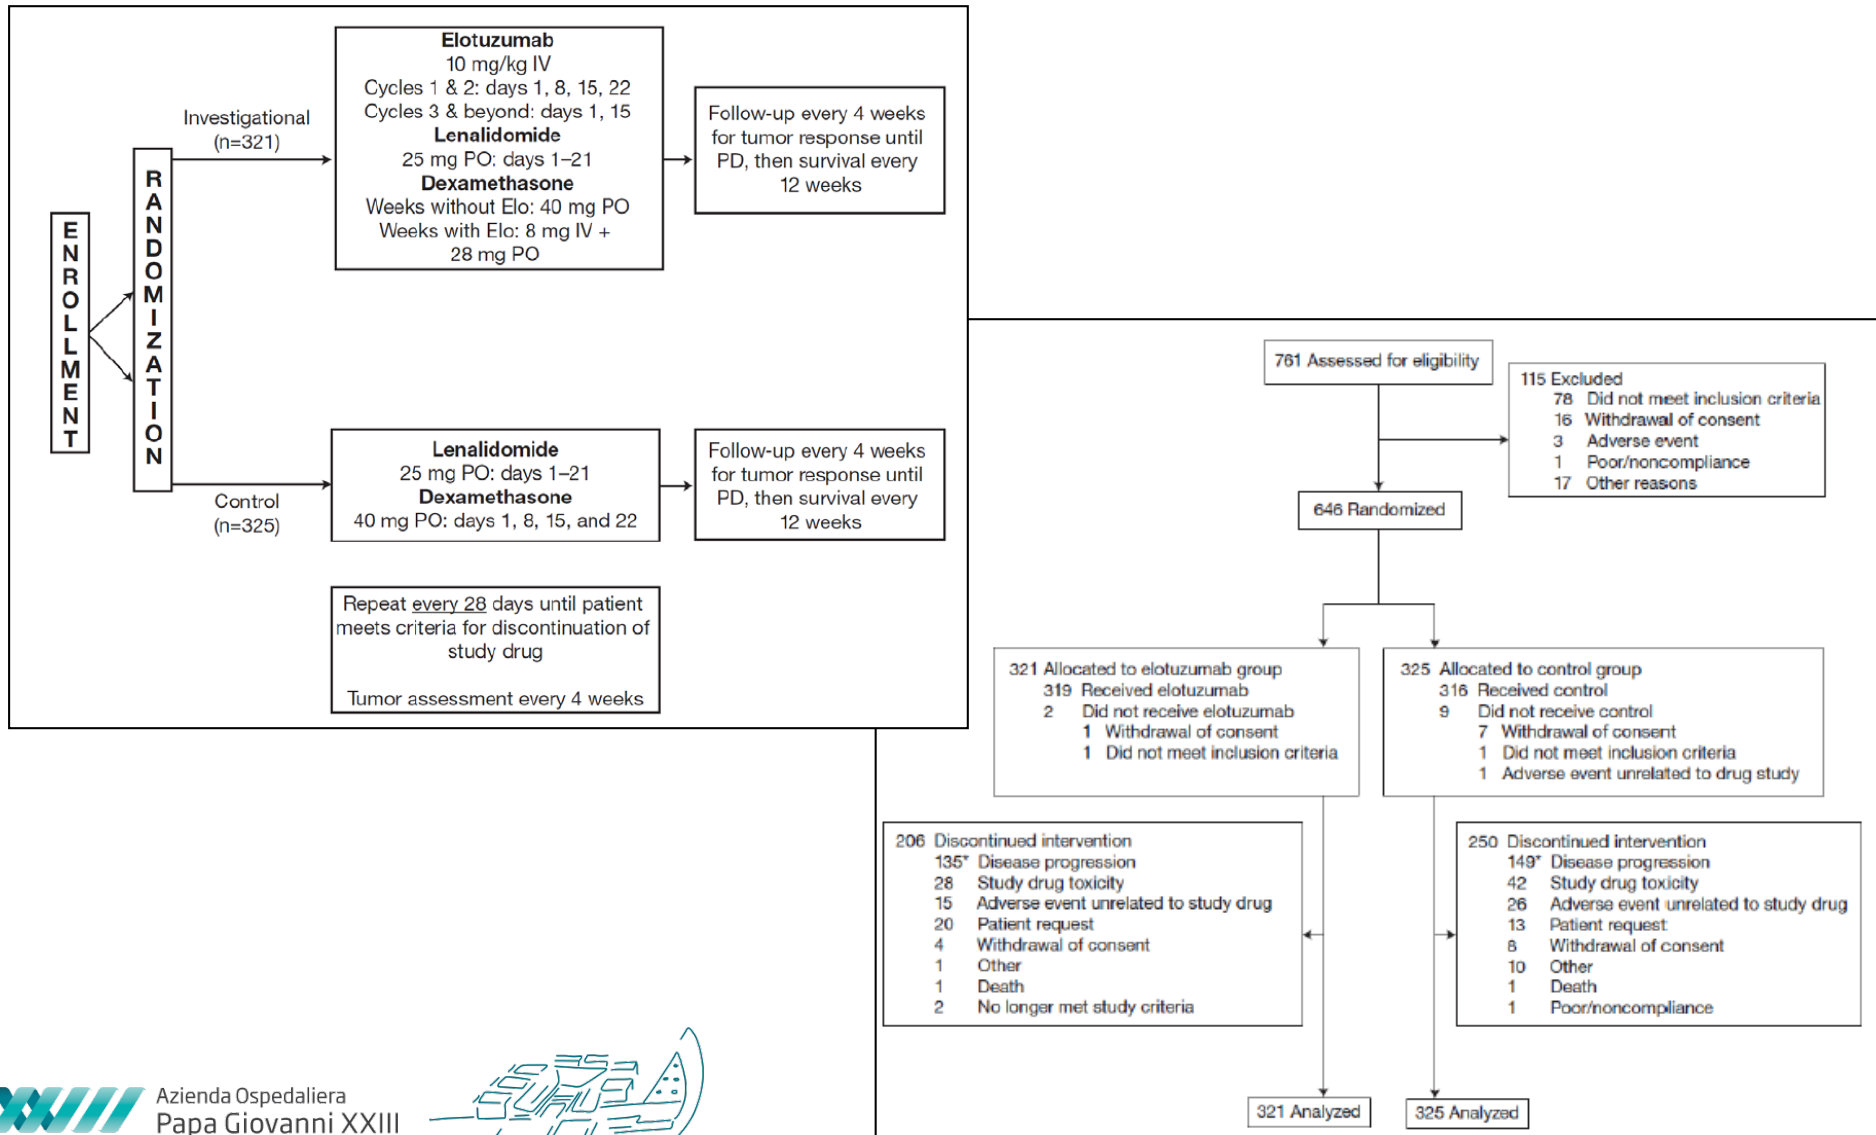 ENROLLMENT
RANDOMIZATION
Investigational
(n=321)
Elotuzumab
10 mg/kg IV
Cycles 1 & 2: days 1, 8, 15, 22
Cycles 3 & beyond: days 1, 15
Lenalidomide
25 mg PO: days 1–21
Dexamethasone
Weeks without Elo: 40 mg PO
Weeks with Elo: 8 mg IV +
28 mg PO
Follow-up every 4 weeks
for tumor response until
PD, then survival every
12 weeks
Control
(n=325)
Lenalidomide
25 mg PO: days 1–21
Dexamethasone
40 mg PO: days 1, 8, 15, and 22
Follow-up every 4 weeks
for tumor response until
PD, then survival every
12 weeks
Repeat every 28 days until patient
meets criteria for discontinuation of
study drug
Tumor assessment every 4 weeks
761 Assessed for eligibility
115 Excluded
78 Did not meet inclusion criteria
16 Withdrawal of consent
3 Adverse event
1 Poor/noncompliance
17 Other reasons
646 Randomized
321 Allocated to elotuzumab group
319 Received elotuzumab
2 Did not receive elotuzumab
1 Withdrawal of consent
1 Did not meet inclusion criteria
325 Allocated to control group
316 Received control
9 Did not receive control
7 Withdrawal of consent
1 Did not meet inclusion criteria
1 Adverse event unrelated to drug study
206 Discontinued intervention
135* Disease progression
28 Study drug toxicity
15 Adverse event unrelated to study drug
20 Patient request
4 Withdrawal of consent
1 Other
1 Death
2 No longer met study criteria
250 Discontinued intervention
149* Disease progression
42 Study drug toxicity
26 Adverse event unrelated to study drug
13 Patient request
8 Withdrawal of consent
10 Other
1 Death
1 Poor/noncompliance
321 Analyzed
325 Analyzed
Azienda Ospedaliera
Papa Giovanni XXIII